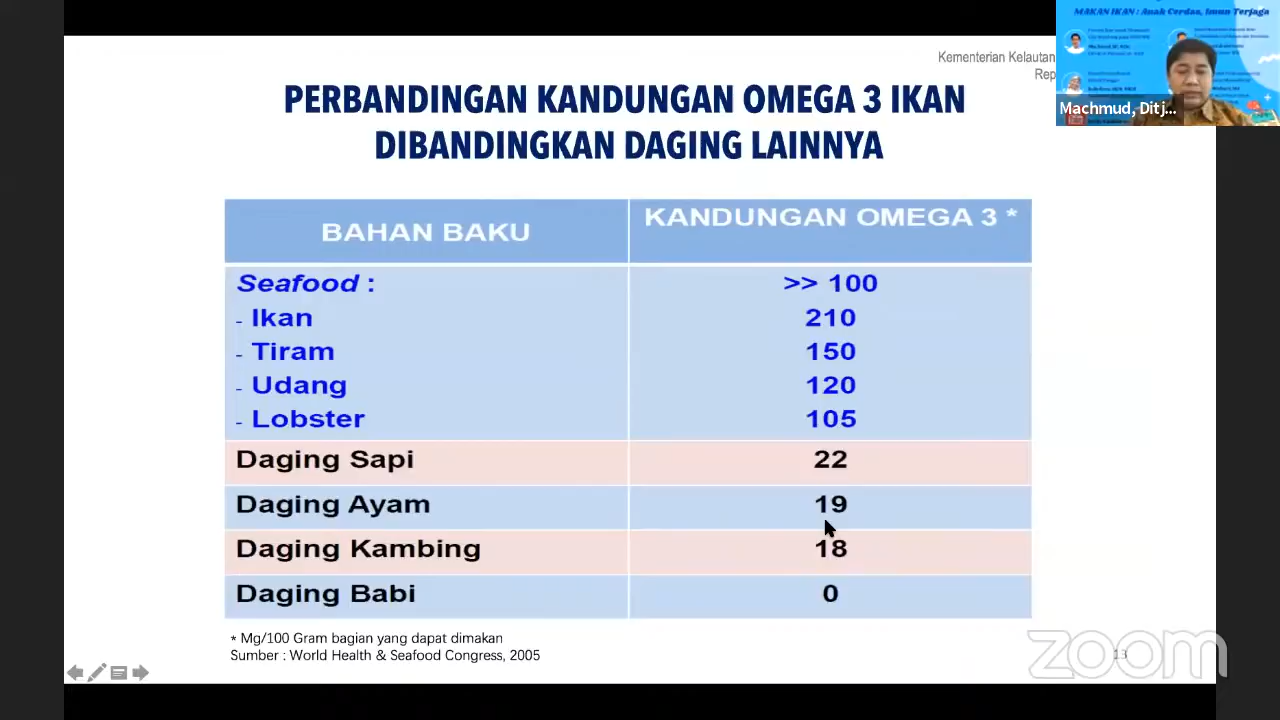 MAKAN IKAN : Anak Cerdas, Imun Terjaga
Machmud, Ditj...
Kementerian Kelautan
Rep
PERBANDINGAN KANDUNGAN OMEGA 3 IKAN
DIBANDINGKAN DAGING LAINNYA
BAHAN BAKU KANDUNGAN OMEGA 3 *
Seafood : >> 100
- Ikan 210
- Tiram 150
- Udang 120
- Lobster 105
Daging Sapi 22
Daging Ayam 19
Daging Kambing 18
Daging Babi 0
* Mg/100 Gram bagian yang dapat dimakan
Sumber : World Health & Seafood Congress, 2005
13
zoom